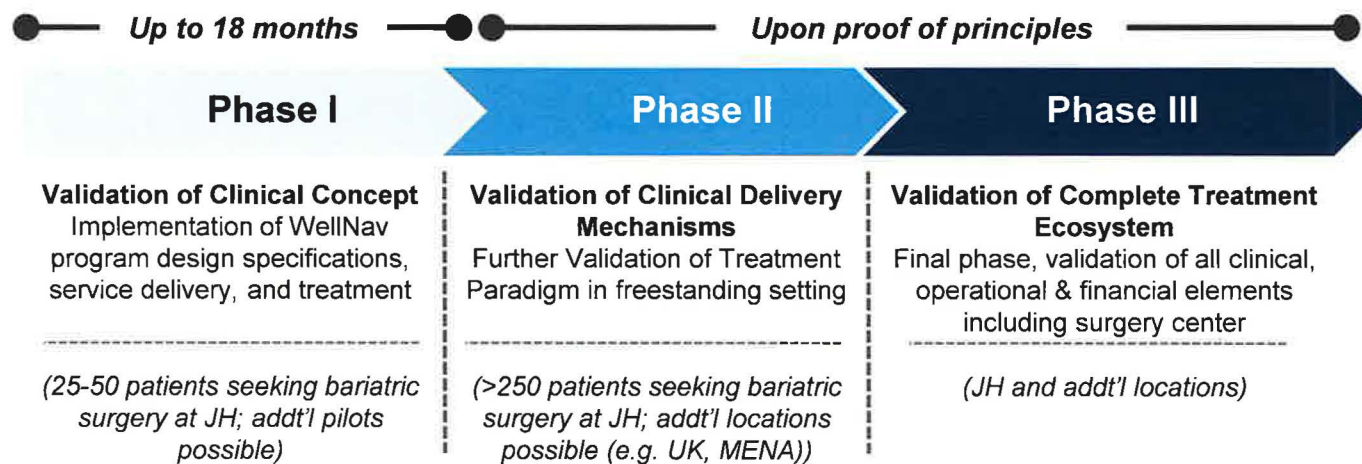 Up to 18 months
Upon proof of principles
Phase I
Phase II
Phase III
Validation of Clinical Concept
Implementation of WellNav
program design specifications,
service delivery, and treatment
(25-50 patients seeking bariatric
surgery at JH; addt'l pilots
possible)
Validation of Clinical Delivery
Mechanisms
Further Validation of Treatment
Paradigm in freestanding setting
(>250 patients seeking bariatric
surgery at JH; addt'l locations
possible (e.g. UK, MENA))
Validation of Complete Treatment
Ecosystem
Final phase, validation of all clinical,
operational & financial elements
including surgery center
(JH and addt'l locations)